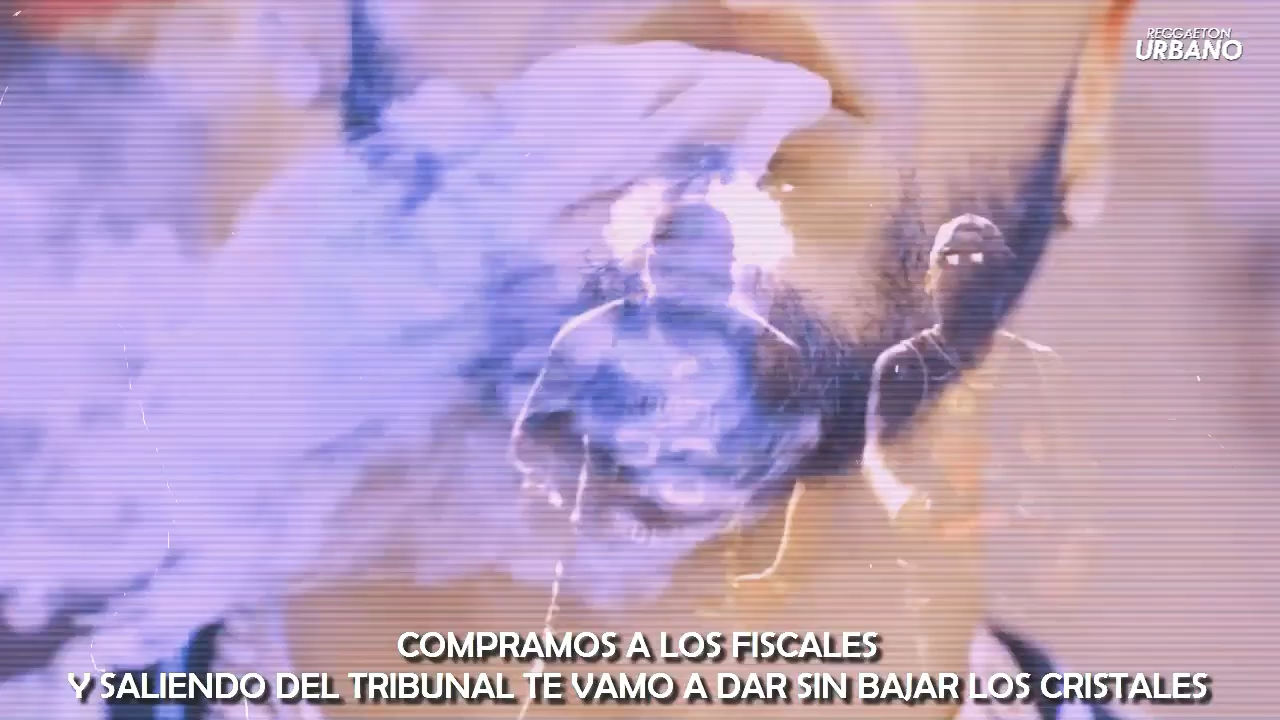 REGGAETON
URBANO
COMPRAMOS A LOS FISCALES
Y SALIENDO DEL TRIBUNAL TE VAMO A DAR SIN BAJAR LOS CRISTALES